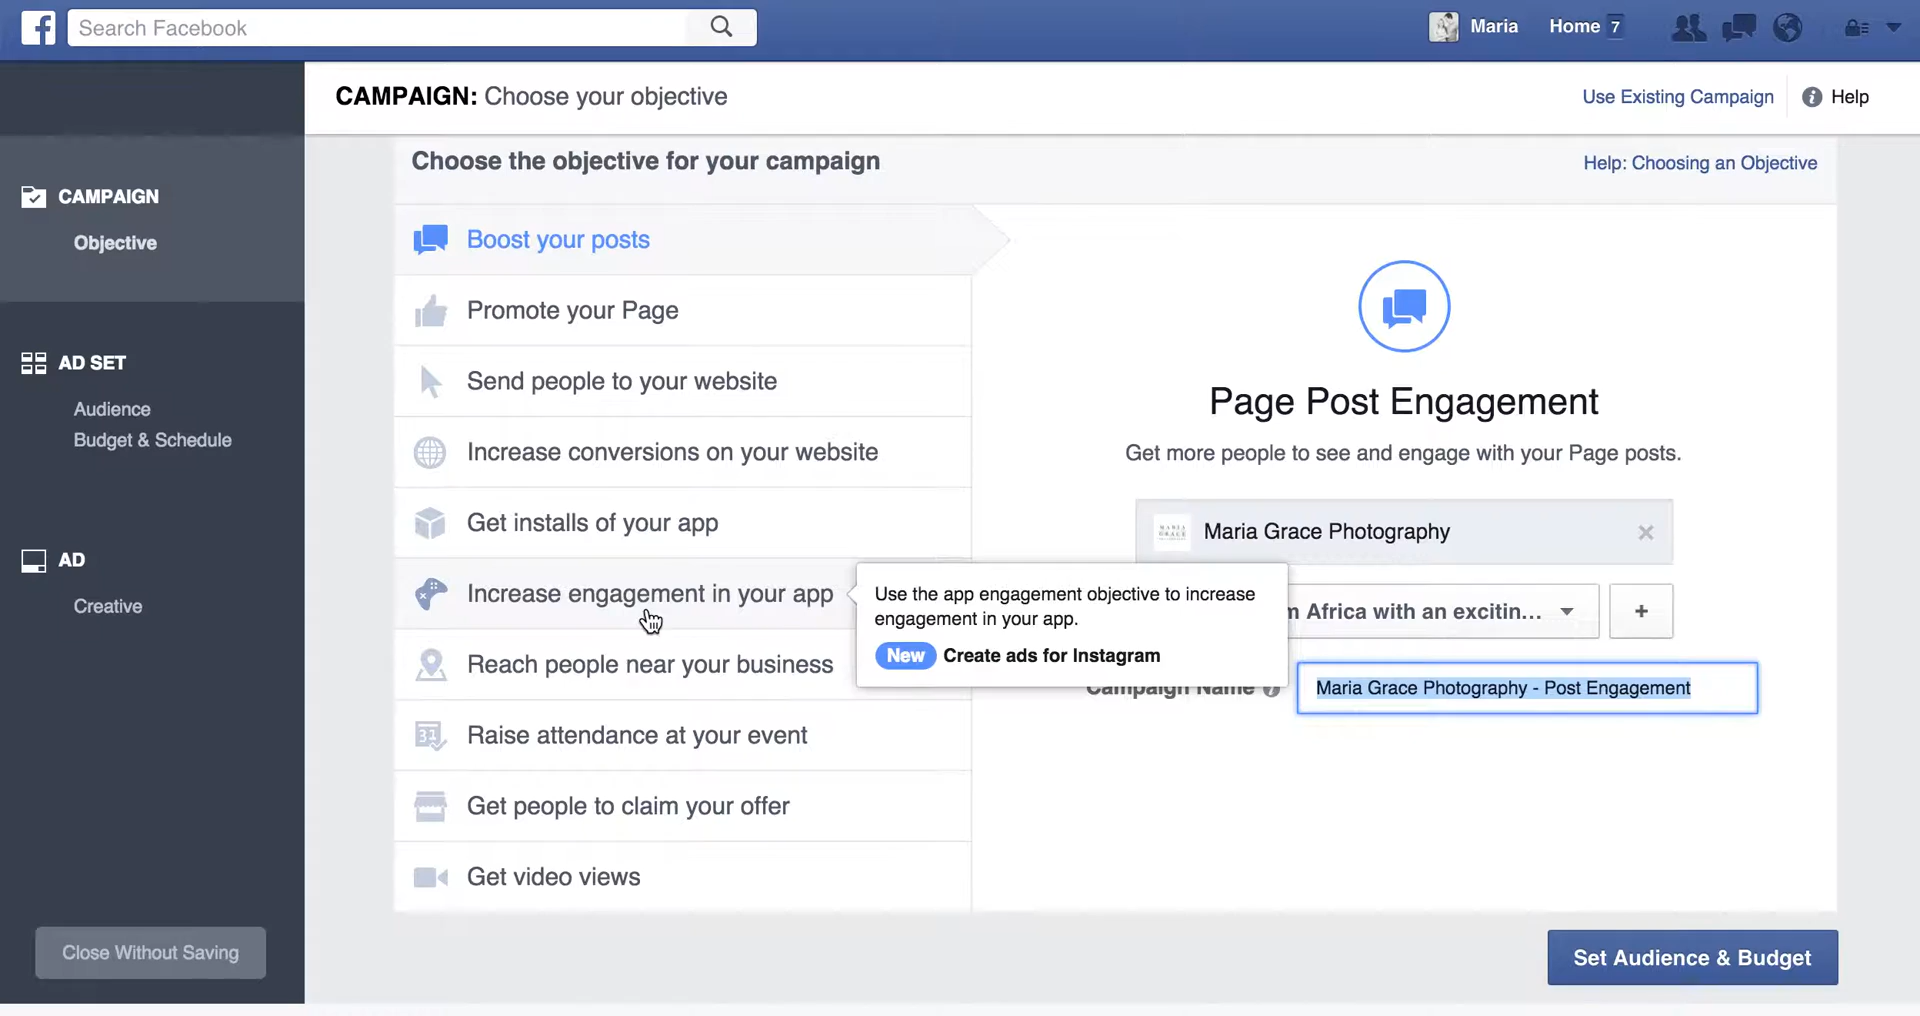 Search Facebook
Maria
Home 7
CAMPAIGN: Choose your objective
Use Existing Campaign
Help
CAMPAIGN
Objective
AD SET
Audience
Budget & Schedule
AD
Creative
Close Without Saving
Choose the objective for your campaign
Help: Choosing an Objective
Boost your posts
Promote your Page
Send people to your website
Increase conversions on your website
Get installs of your app
Increase engagement in your app
Reach people near your business
Raise attendance at your event
31
Get people to claim your offer
Get video views
Use the app engagement objective to increase
engagement in your app.
New Create ads for Instagram
Page Post Engagement
Get more people to see and engage with your Page posts.
MARIA
GRACE
Maria Grace Photography
Africa with an excitin...
+
Campaign Name
Maria Grace Photography - Post Engagement
Set Audience & Budget